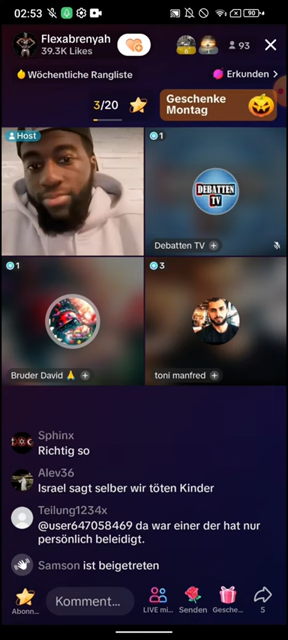 02:53
90
Flexabrenyah
39.3K Likes
93
Wöchentliche Rangliste
Erkunden >
3/20
Geschenke
Montag
Host
1
DEBATTEN
TV
Debatten TV
1
3
Bruder David 🙏
toni manfred
Sphinx
Richtig so
Alev36
Israel sagt selber wir töten Kinder
Teilung1234x
@user647058469 da war einer der hat nur
persönlich beleidigt.
Samson ist beigetreten
Abonn...
Komment...
LIVE mi...
Senden
Gesche...
5